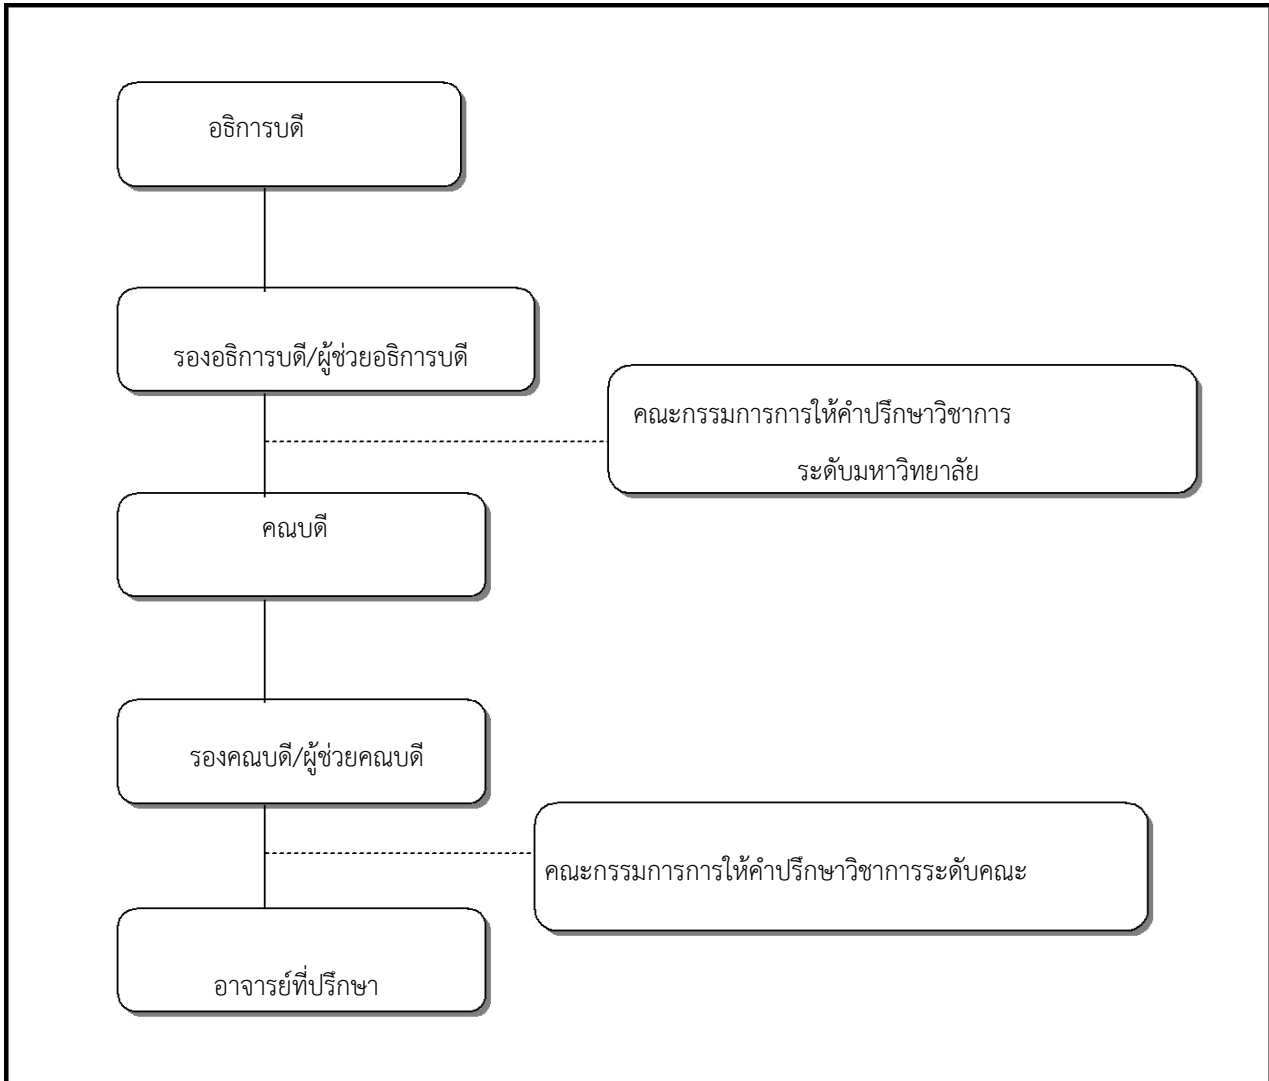 อธิการบดี
รองอธิการบดี/ผู้ช่วยอธิการบดี
คณะกรรมการการให้คำปรึกษาวิชาการ
ระดับมหาวิทยาลัย
คณบดี
รองคณบดี/ผู้ช่วยคณบดี
คณะกรรมการการให้คำปรึกษาวิชาการระดับคณะ
อาจารย์ที่ปรึกษา